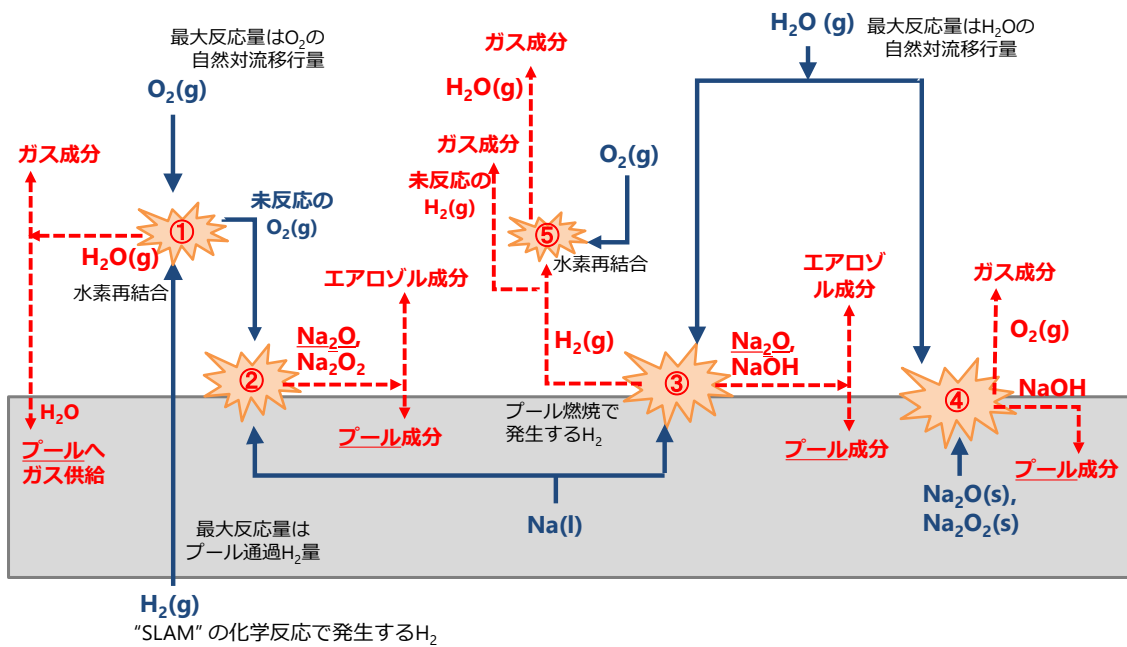 最大反応量はO₂の
自然対流移行量
O₂(g)
ガス成分
①
未反応の
O₂(g)
H₂O(g)
水素再結合
H₂O
プールへ
ガス供給
最大反応量は
プール通過H₂量
H₂(g)
“SLAM” の化学反応で発生するH₂
②
Na₂O,
Na₂O₂
エアロゾル成分
プール成分
ガス成分
H₂O(g)
ガス成分
未反応の
H₂(g)
⑤
O₂(g)
水素再結合
H₂(g)
プール燃焼で
発生するH₂
Na(l)
H₂O (g)
最大反応量はH₂Oの
自然対流移行量
③
Na₂O,
NaOH
エアロゾ
ル成分
プール成分
④
ガス成分
O₂(g)
NaOH
プール成分
Na₂O(s),
Na₂O₂(s)